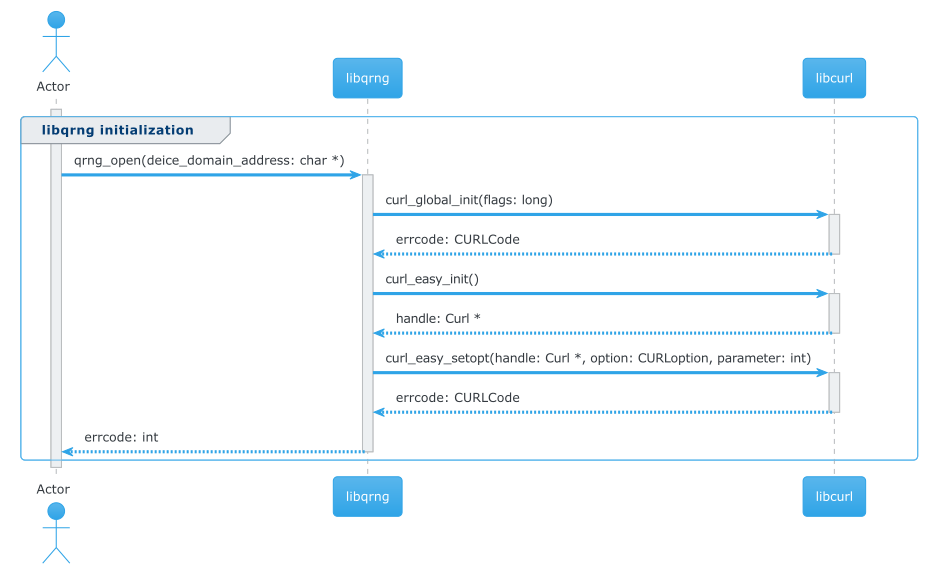 Actor
libqrng
libcurl
libqrng initialization
qrng_open(deice_domain_address: char *)
curl_global_init(flags: long)
errcode: CURLCode
curl_easy_init()
handle: Curl *
curl_easy_setopt(handle: Curl *, option: CURLoption, parameter: int)
errcode: CURLCode
errcode: int
Actor
libqrng
libcurl